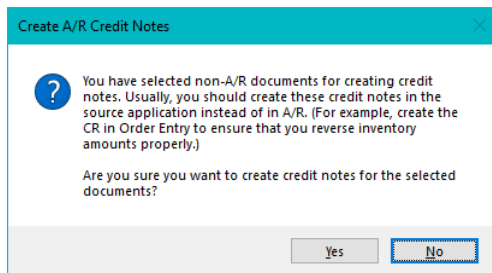 Create A/R Credit Notes
You have selected non-A/R documents for creating credit
notes. Usually, you should create these credit notes in the
source application instead of in A/R. (For example, create the
CR in Order Entry to ensure that you reverse inventory
amounts properly.)
Are you sure you want to create credit notes for the selected
documents?
Yes
No